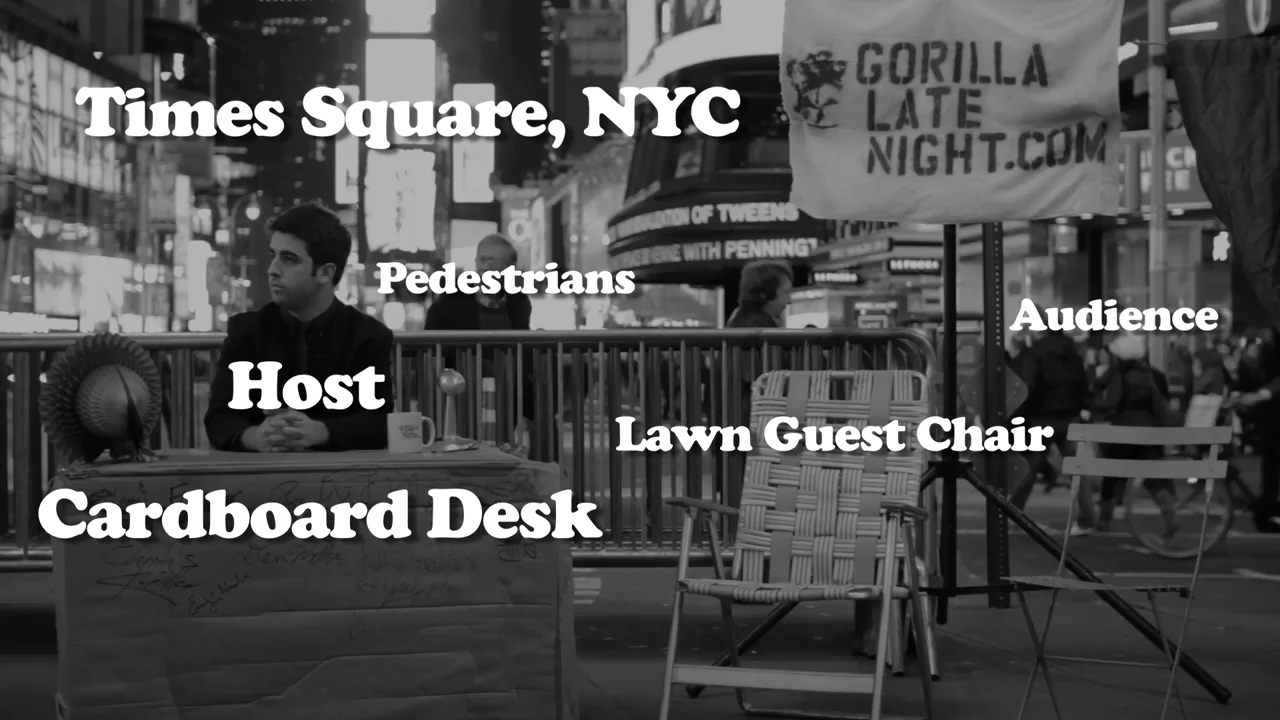 Times Square, NYC
GORILLA
LATE
NIGHT.COM
OF TWEENS
WITH PENNING
Pedestrians
Audience
Host
Lawn Guest Chair
Cardboard Desk